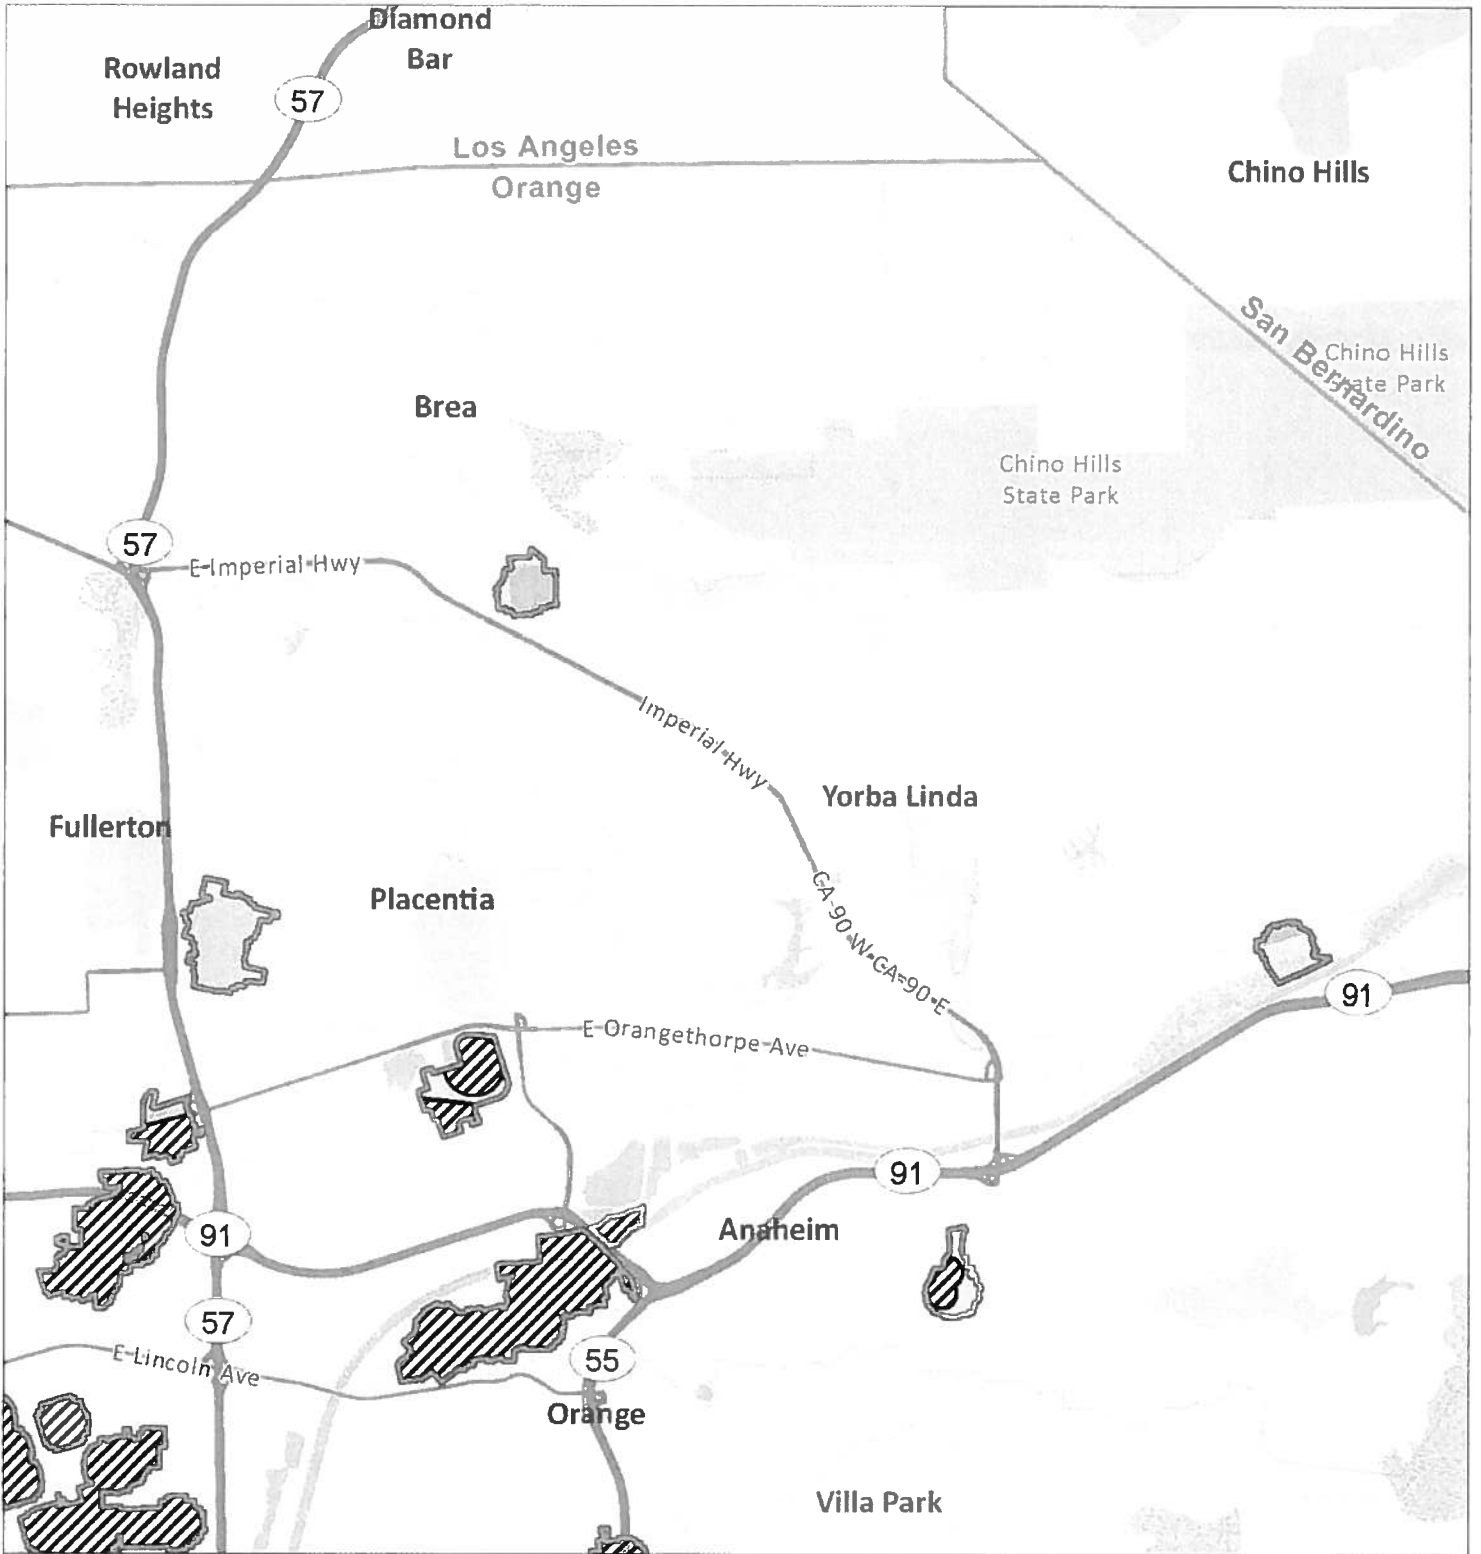 Diamond
Bar
Rowland
Heights
57
Los Angeles
Orange
Chino Hills
San Bernardino
Chino Hills
State Park
Brea
Chino Hills
State Park
57
E Imperial Hwy
Imperial Hwy
Yorba Linda
Fullerton
Placentia
CA-90 W CA-90 E
91
E Orangethorpe Ave
91
Anaheim
91
57
55
E Lincoln Ave
Orange
Villa Park